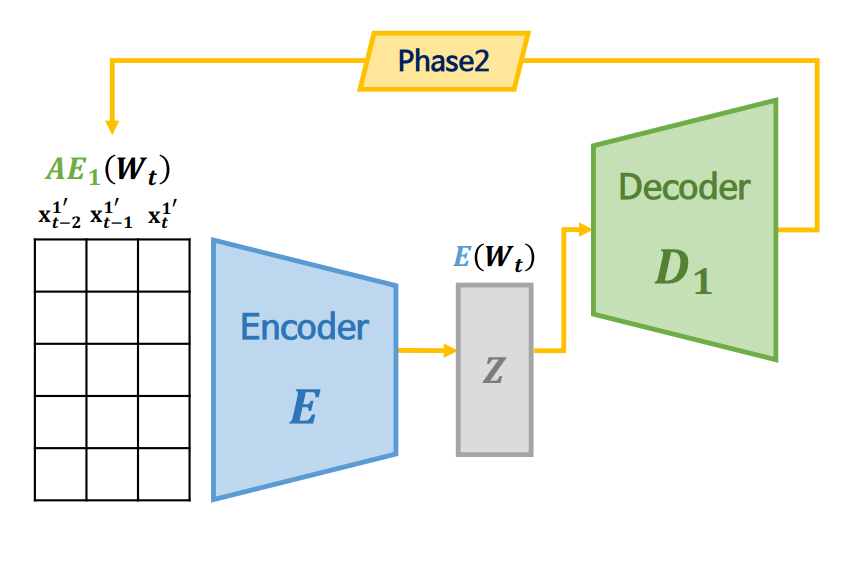 Phase2
AE₁(Wₜ)
x¹′ₜ₋₂ x¹′ₜ₋₁ x¹′ₜ
Decoder
D₁
E(Wₜ)
Encoder
E
Z